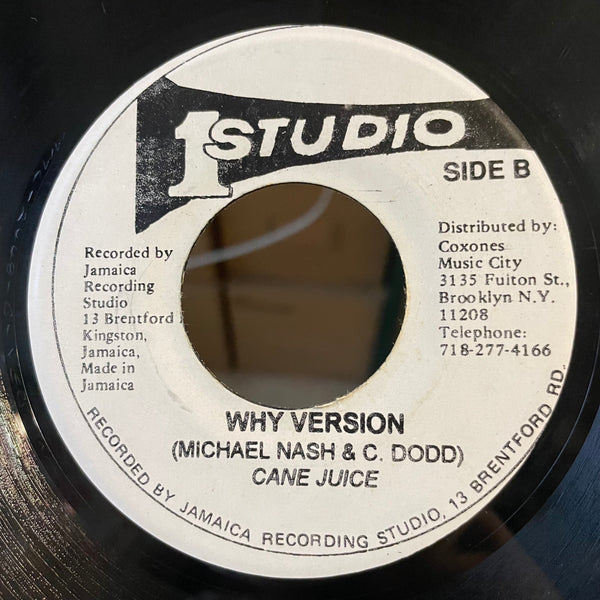 1 STUDIO
SIDE B
Recorded by
Jamaica
Recording
Studio
13 Brentford
Kingston,
Jamaica,
Made in
Jamaica
Distributed by:
Coxones
Music City
3135 Fulton St.,
Brooklyn N.Y.
11208
Telephone:
718-277-4166
WHY VERSION
(MICHAEL NASH & C. DODD)
CANE JUICE
RECORDED BY JAMAICA RECORDING STUDIO, 13 BRENTFORD RD.